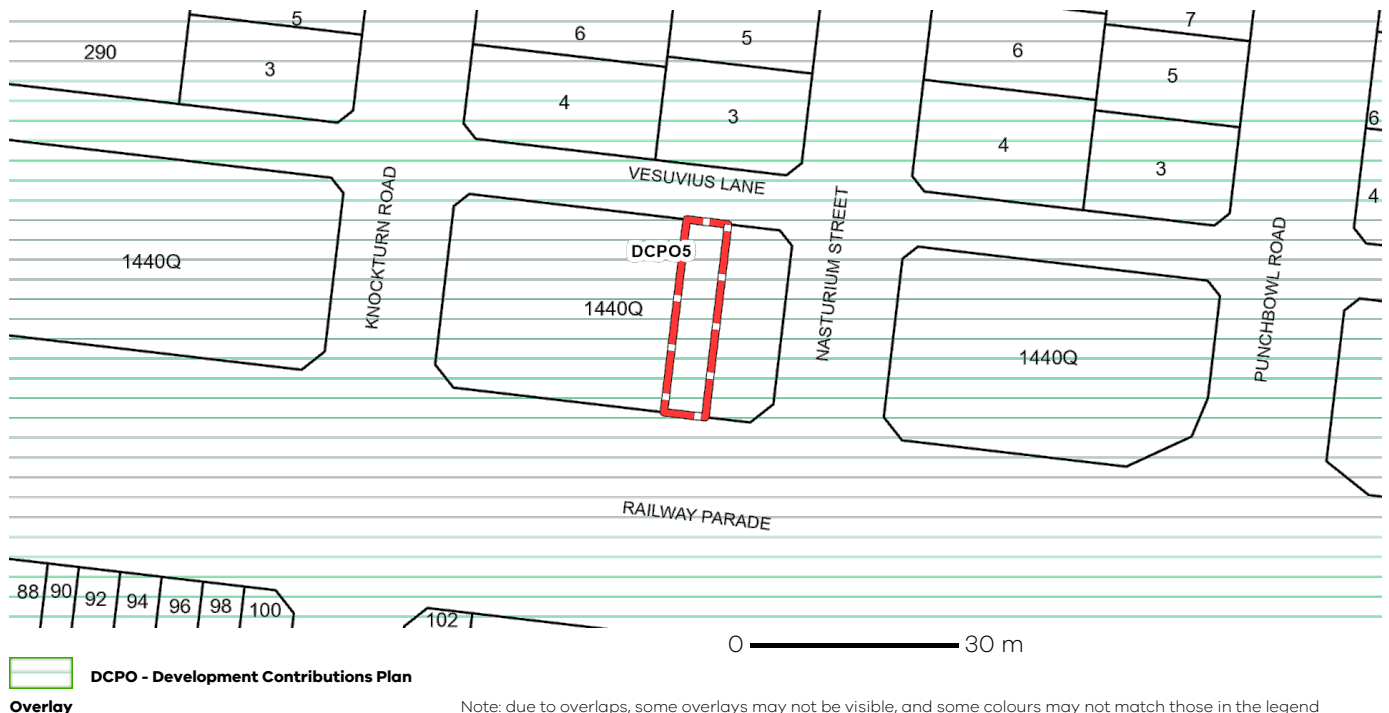 5
7
290
3
6
5
6
5
4
3
4
3
6
4
VESUVIUS LANE
KNOCKTURN ROAD
NASTURIUM STREET
PUNCHBOWL ROAD
DCPO5
1440Q
1440Q
1440Q
RAILWAY PARADE
88 90 92 94 96 98 100
102
0 30 m
DCPO - Development Contributions Plan
Overlay
Note: due to overlaps, some overlays may not be visible, and some colours may not match those in the legend